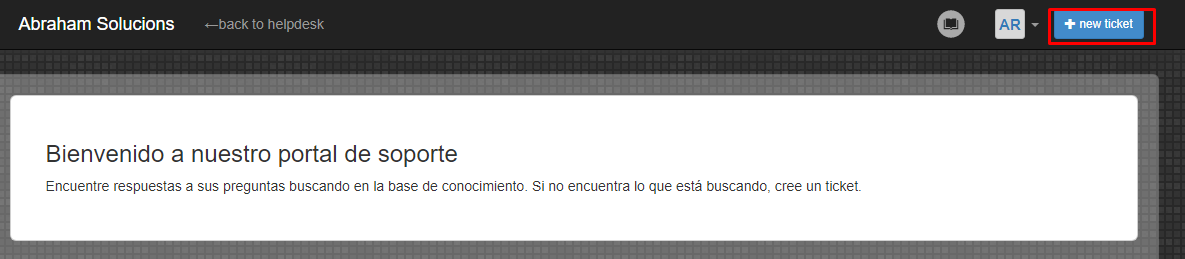 Abraham Solucions ←back to helpdesk AR + new ticket
Bienvenido a nuestro portal de soporte
Encuentre respuestas a sus preguntas buscando en la base de conocimiento. Si no encuentra lo que está buscando, cree un ticket.